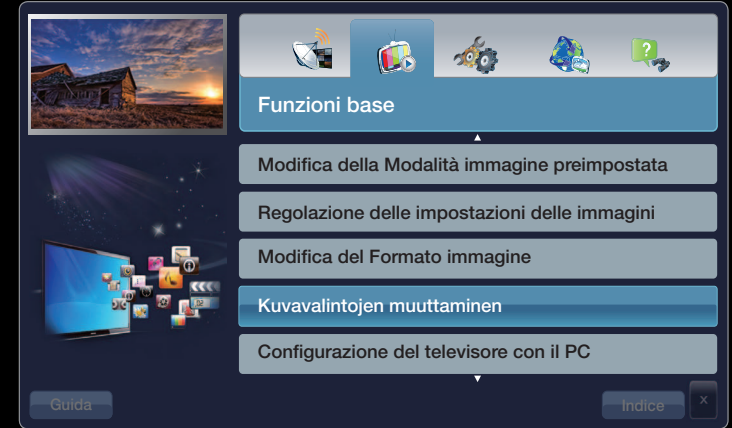 Funzioni base
Modifica della Modalità immagine preimpostata
Regolazione delle impostazioni delle immagini
Modifica del Formato immagine
Kuvavalintojen muuttaminen
Configurazione del televisore con il PC
Guida
Indice
x